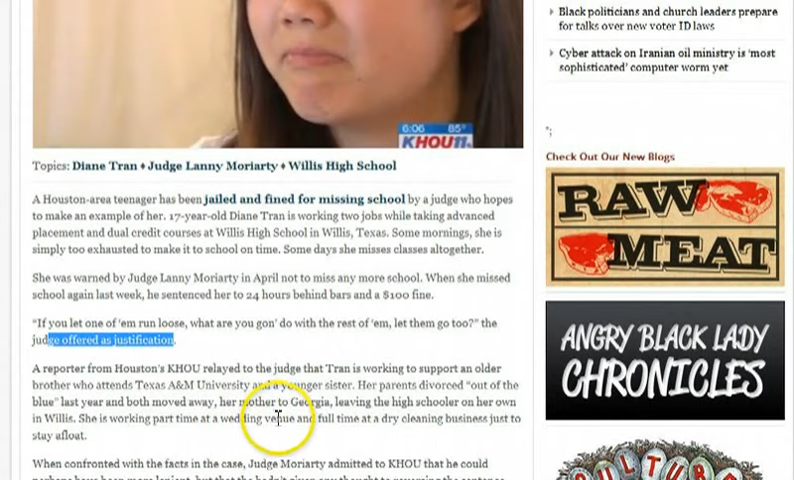 Black politicians and church leaders prepare
for talks over new voter ID laws
Cyber attack on Iranian oil ministry is 'most
sophisticated' computer worm yet
";
6:06 85°
KHOU11
Topics: Diane Tran ♦ Judge Lanny Moriarty ♦ Willis High School
A Houston-area teenager has been jailed and fined for missing school by a judge who hopes
to make an example of her. 17-year-old Diane Tran is working two jobs while taking advanced
placement and dual credit courses at Willis High School in Willis, Texas. Some mornings, she is
simply too exhausted to make it to school on time. Some days she misses classes altogether.
She was warned by Judge Lanny Moriarty in April not to miss any more school. When she missed
school again last week, he sentenced her to 24 hours behind bars and a $100 fine.
“If you let one of ‘em run loose, what are you gon’ do with the rest of ‘em, let them go too?” the
judge offered as justification.
A reporter from Houston’s KHOU relayed to the judge that Tran is working to support an older
brother who attends Texas A&M University and a younger sister. Her parents divorced “out of the
blue” last year and both moved away, her mother to Georgia, leaving the high schooler on her own
in Willis. She is working part time at a wedding venue and full time at a dry cleaning business just to
stay afloat.
When confronted with the facts in the case, Judge Moriarty admitted to KHOU that he could
Check Out Our New Blogs
RAW
MEAT
ANGRY BLACK LADY
CHRONICLES
CULTURE